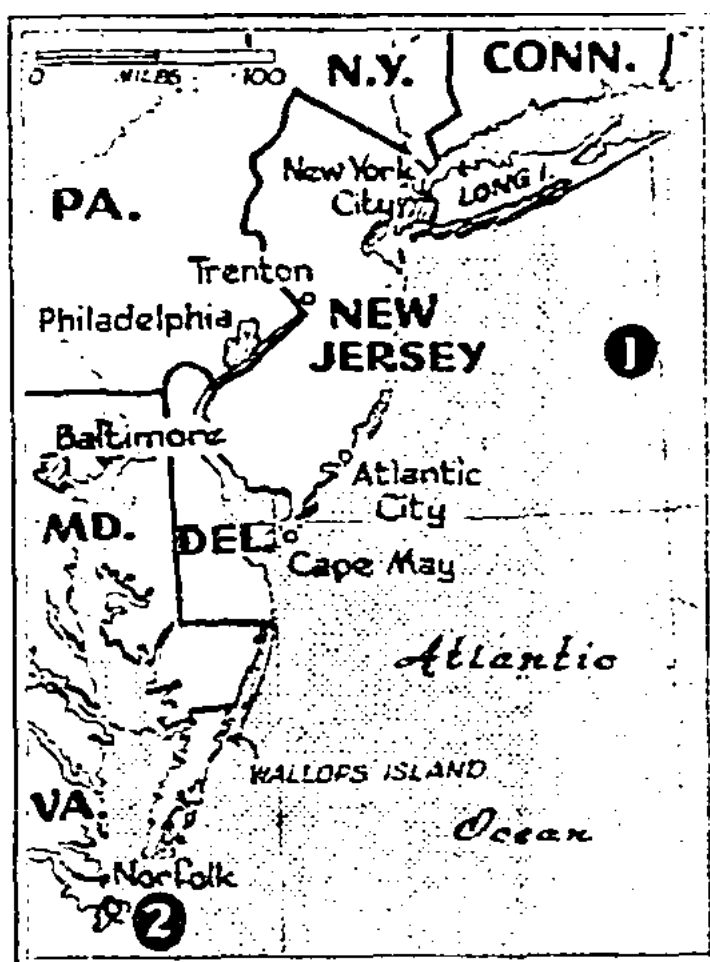 N.Y.
CONN.
0 MILES 100
New York
City
LONG I.
PA.
Trenton
Philadelphia
NEW
JERSEY
1
Baltimore
Atlantic
City
MD.
DEL.
Cape May
Atlantic
WALLOPS ISLAND
VA
Ocean
Norfolk
2